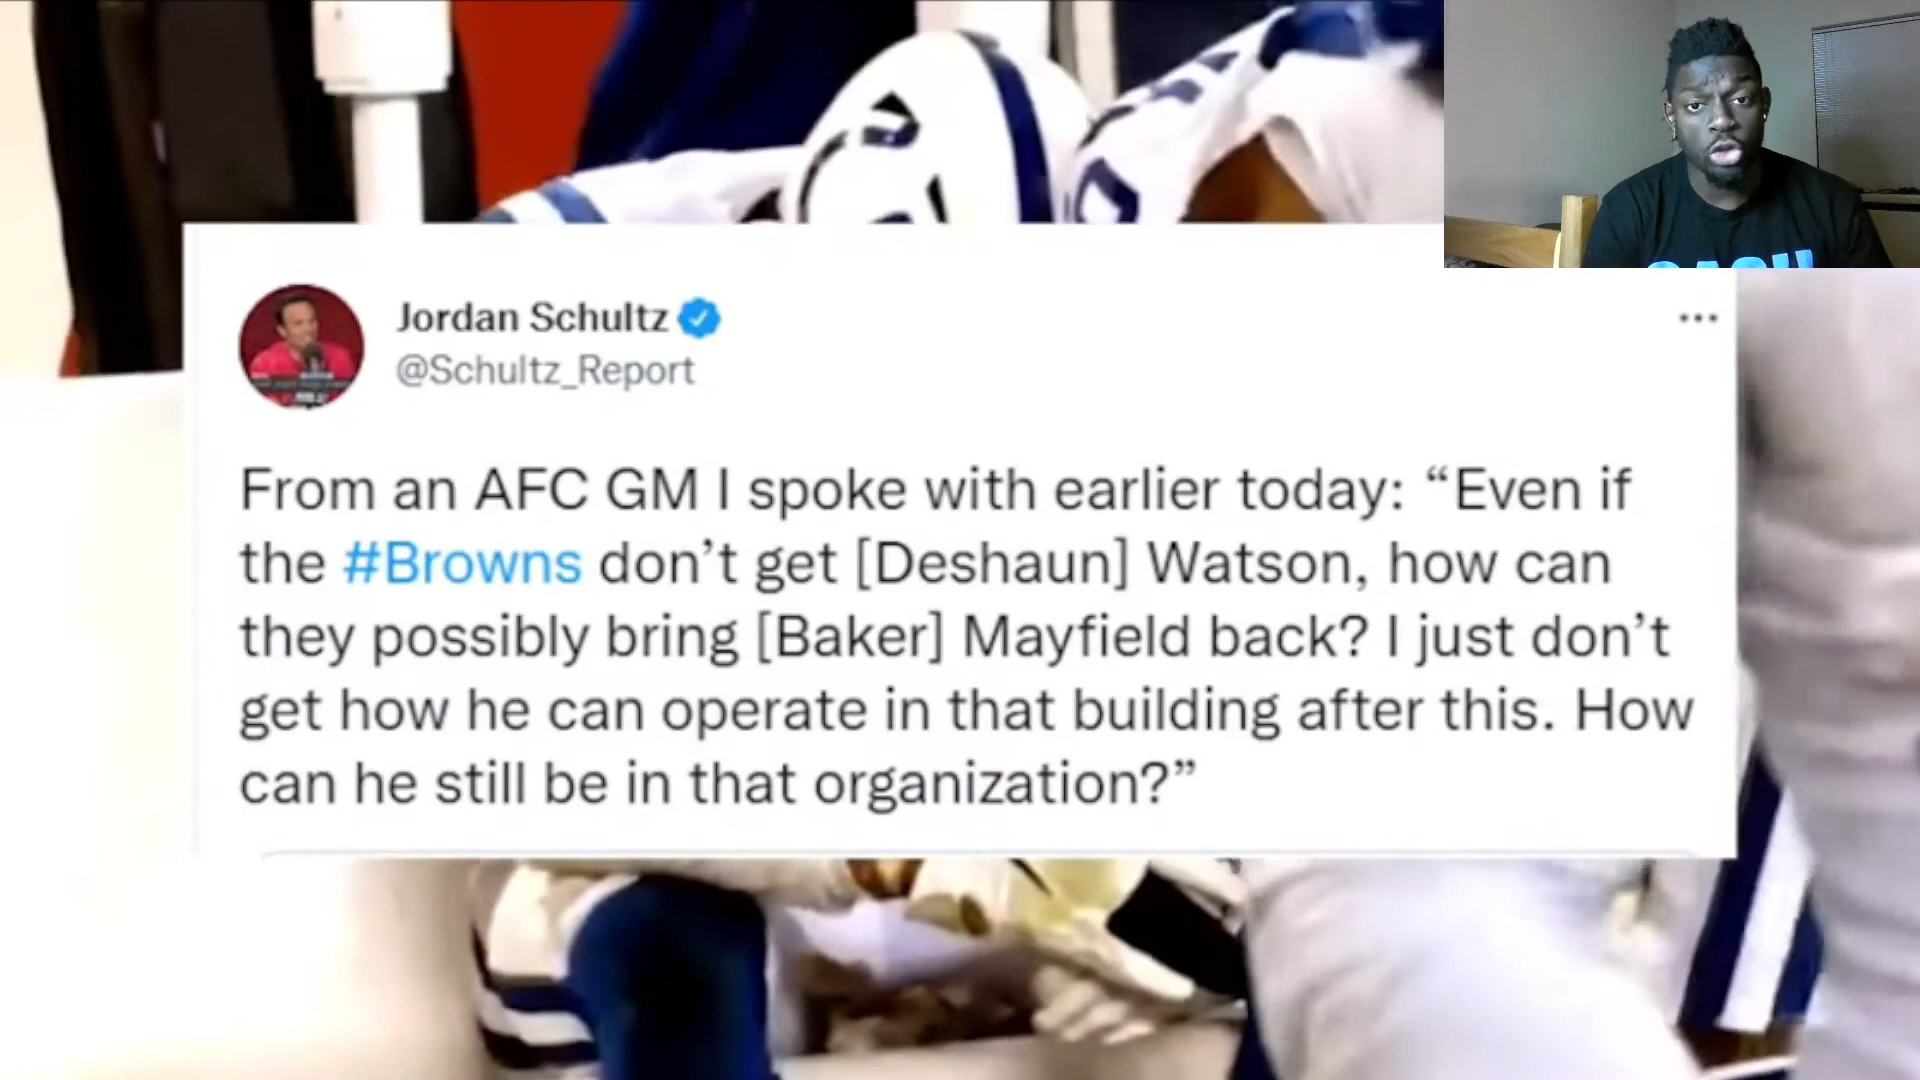 Jordan Schultz
@Schultz_Report
From an AFC GM I spoke with earlier today: “Even if
the #Browns don’t get [Deshaun] Watson, how can
they possibly bring [Baker] Mayfield back? I just don’t
get how he can operate in that building after this. How
can he still be in that organization?”